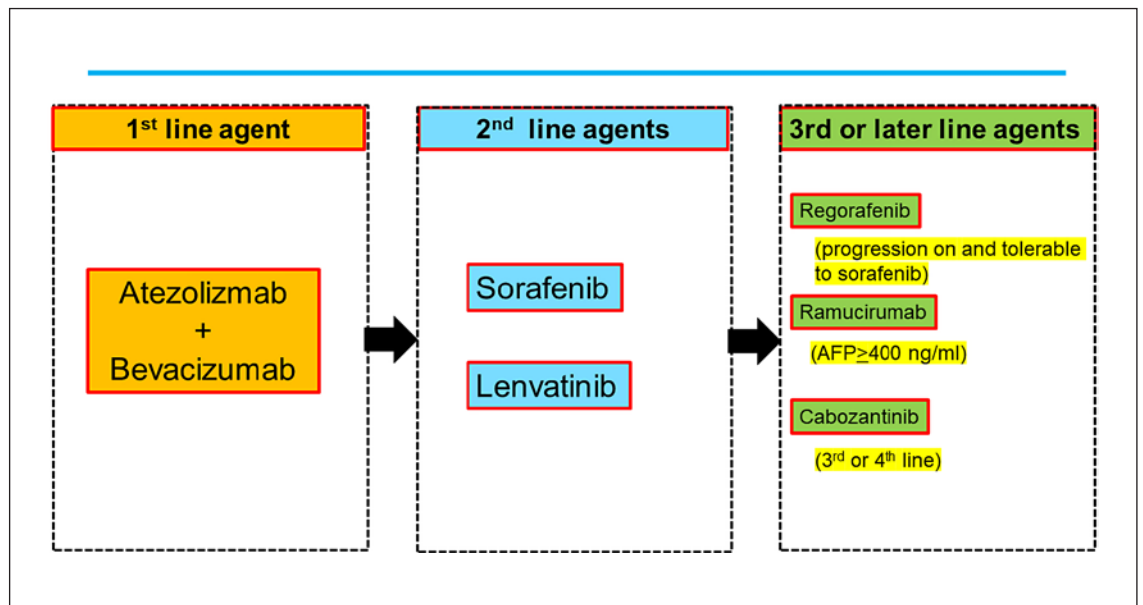 1st line agent
Atezolizmab
+
Bevacizumab
2nd line agents
Sorafenib
Lenvatinib
3rd or later line agents
Regorafenib
(progression on and tolerable
to sorafenib)
Ramucirumab
(AFP≥400 ng/ml)
Cabozantinib
(3rd or 4th line)